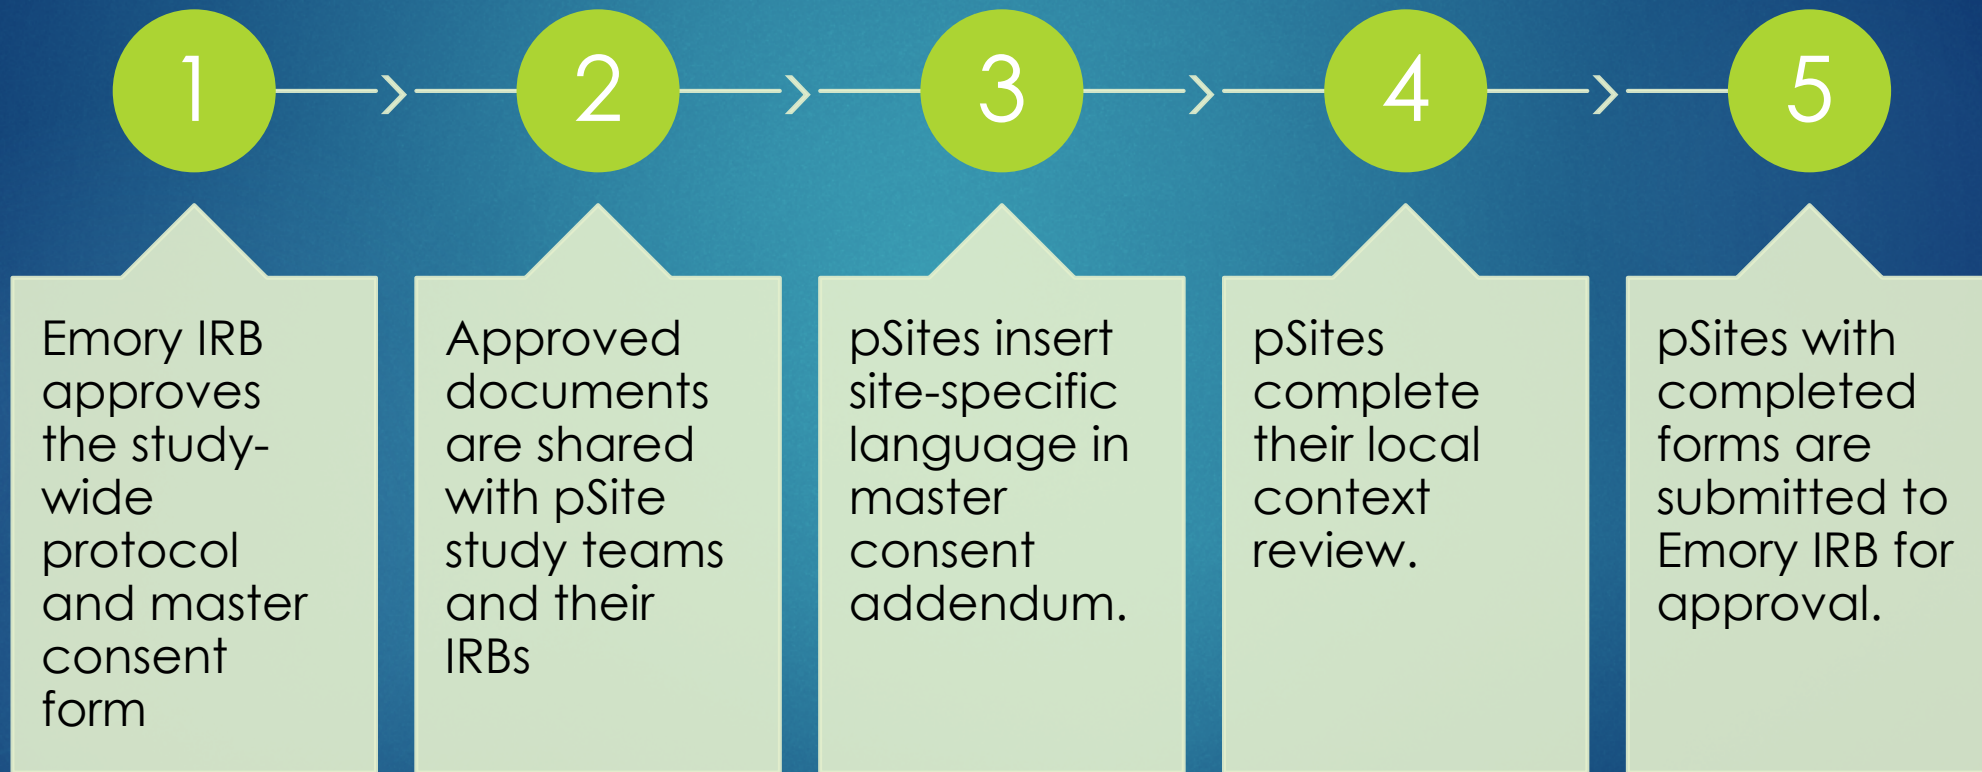 1
2
3
4
5
Emory IRB
approves
the study-
wide
protocol
and master
consent
form
Approved
documents
are shared
with pSite
study teams
and their
IRBs
pSites insert
site-specific
language in
master
consent
addendum.
pSites
complete
their local
context
review.
pSites with
completed
forms are
submitted to
Emory IRB for
approval.